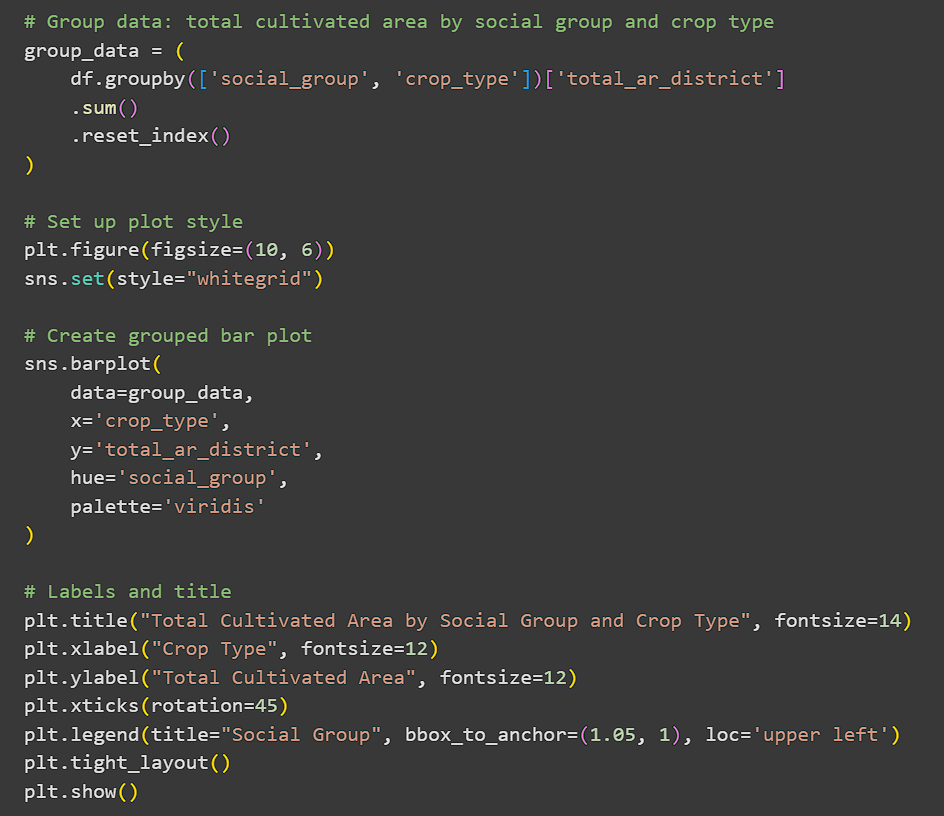 # Group data: total cultivated area by social group and crop type
group_data = (
    df.groupby(['social_group', 'crop_type'])['total_ar_district']
    .sum()
    .reset_index()
)

# Set up plot style
plt.figure(figsize=(10, 6))
sns.set(style="whitegrid")

# Create grouped bar plot
sns.barplot(
    data=group_data,
    x='crop_type',
    y='total_ar_district',
    hue='social_group',
    palette='viridis'
)

# Labels and title
plt.title("Total Cultivated Area by Social Group and Crop Type", fontsize=14)
plt.xlabel("Crop Type", fontsize=12)
plt.ylabel("Total Cultivated Area", fontsize=12)
plt.xticks(rotation=45)
plt.legend(title="Social Group", bbox_to_anchor=(1.05, 1), loc='upper left')
plt.tight_layout()
plt.show()